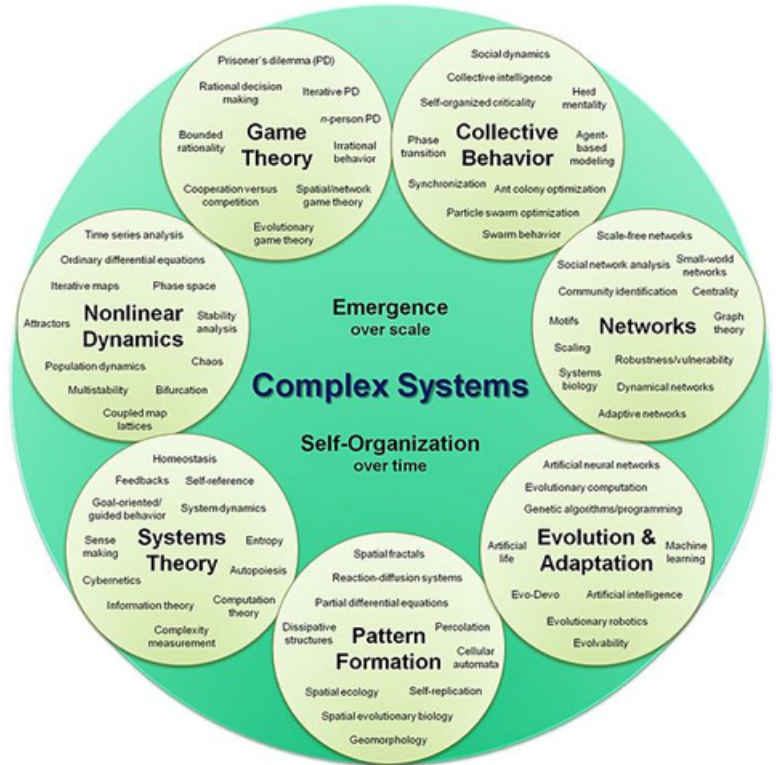 Prisoner's dilemma (PD)
Rational decision
making
Iterative PD
n-person PD
Bounded
rationality
Game
Theory
Irrational
behavior
Cooperation versus
competition
Spatial/network
game theory
Evolutionary
game theory
Social dynamics
Collective intelligence
Herd
mentality
Self-organized criticality
Phase
transition
Collective
Behavior
Agent-
based
modeling
Synchronization
Ant colony optimization
Particle swarm optimization
Swarm behavior
Time series analysis
Ordinary differential equations
Iterative maps
Phase space
Attractors
Nonlinear
Dynamics
Stability
analysis
Population dynamics
Chaos
Multistability
Bifurcation
Coupled map
lattices
Emergence
over scale
Complex Systems
Self-Organization
over time
Scale-free networks
Social network analysis
Small-world
networks
Community identification
Centrality
Motifs
Networks
Graph
theory
Scaling
Robustness/vulnerability
Systems
biology
Dynamical networks
Adaptive networks
Homeostasis
Feedbacks
Self-reference
Goal-oriented/
guided behavior
System dynamics
Sense
making
Systems
Theory
Entropy
Cybernetics
Autopoiesis
Information theory
Computation
theory
Complexity
measurement
Spatial fractals
Reaction-diffusion systems
Partial differential equations
Dissipative
structures
Percolation
Pattern
Formation
Cellular
automata
Spatial ecology
Self-replication
Spatial evolutionary biology
Geomorphology
Artificial neural networks
Evolutionary computation
Genetic algorithms/programming
Artificial
life
Evolution &
Adaptation
Machine
learning
Evo-Devo
Artificial intelligence
Evolutionary robotics
Evolvability